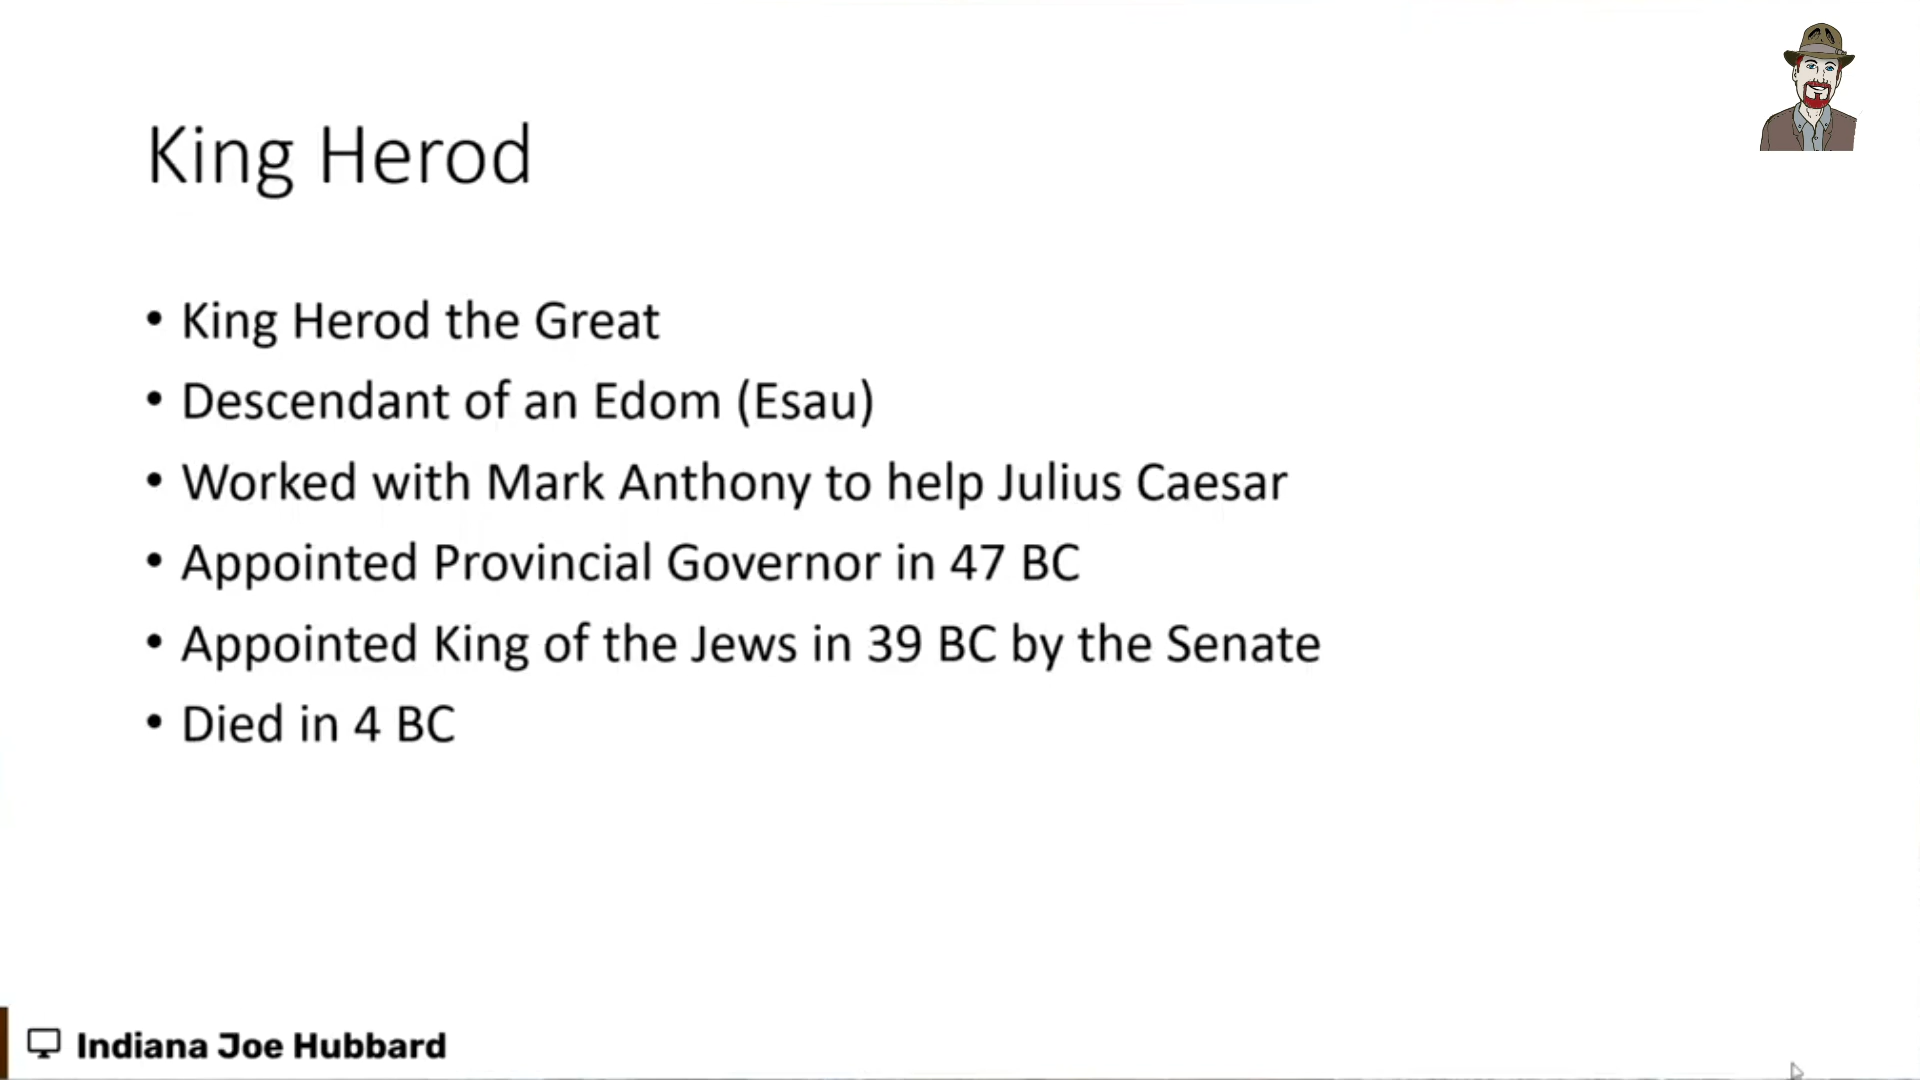 King Herod
• King Herod the Great
• Descendant of an Edom (Esau)
• Worked with Mark Anthony to help Julius Caesar
• Appointed Provincial Governor in 47 BC
• Appointed King of the Jews in 39 BC by the Senate
• Died in 4 BC
Indiana Joe Hubbard